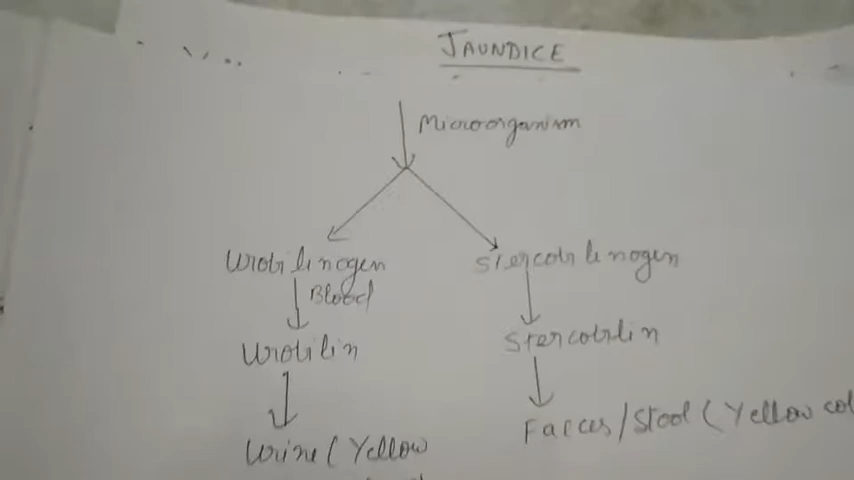 JAUNDICE
Microorganism
Urobilinogen
Stercobilinogen
Blood
Urobilin
Stercobilin
Urine (Yellow
Faeces/Stool (Yellow col